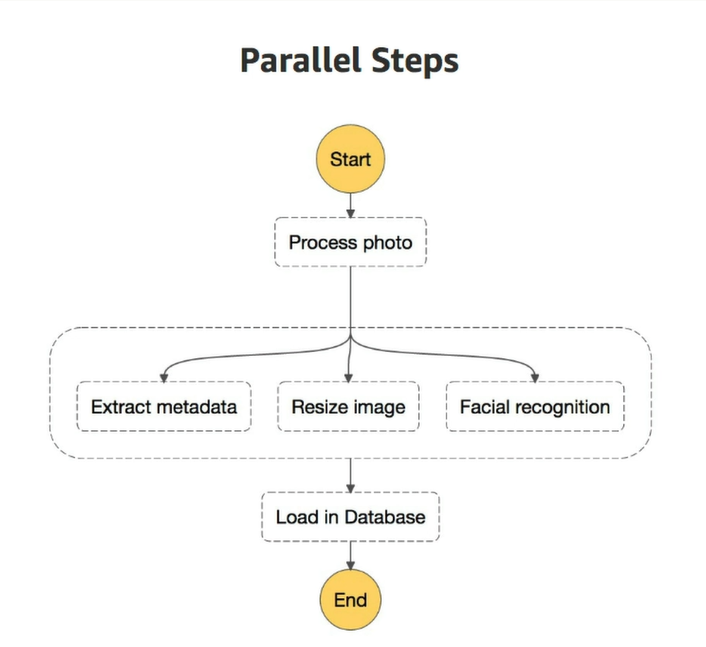 Parallel Steps
Start
Process photo
Extract metadata
Resize image
Facial recognition
Load in Database
End